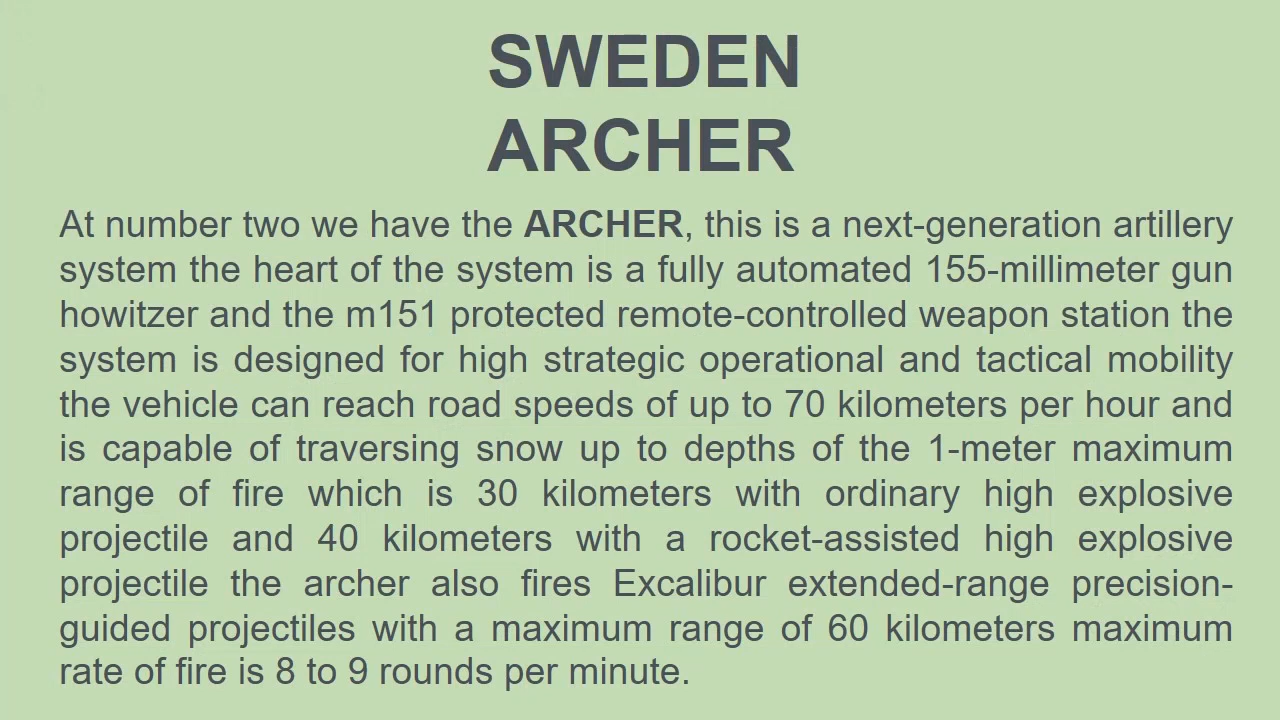 SWEDEN
ARCHER
At number two we have the ARCHER, this is a next-generation artillery
system the heart of the system is a fully automated 155-millimeter gun
howitzer and the m151 protected remote-controlled weapon station the
system is designed for high strategic operational and tactical mobility
the vehicle can reach road speeds of up to 70 kilometers per hour and
is capable of traversing snow up to depths of the 1-meter maximum
range of fire which is 30 kilometers with ordinary high explosive
projectile and 40 kilometers with a rocket-assisted high explosive
projectile the archer also fires Excalibur extended-range precision-
guided projectiles with a maximum range of 60 kilometers maximum
rate of fire is 8 to 9 rounds per minute.